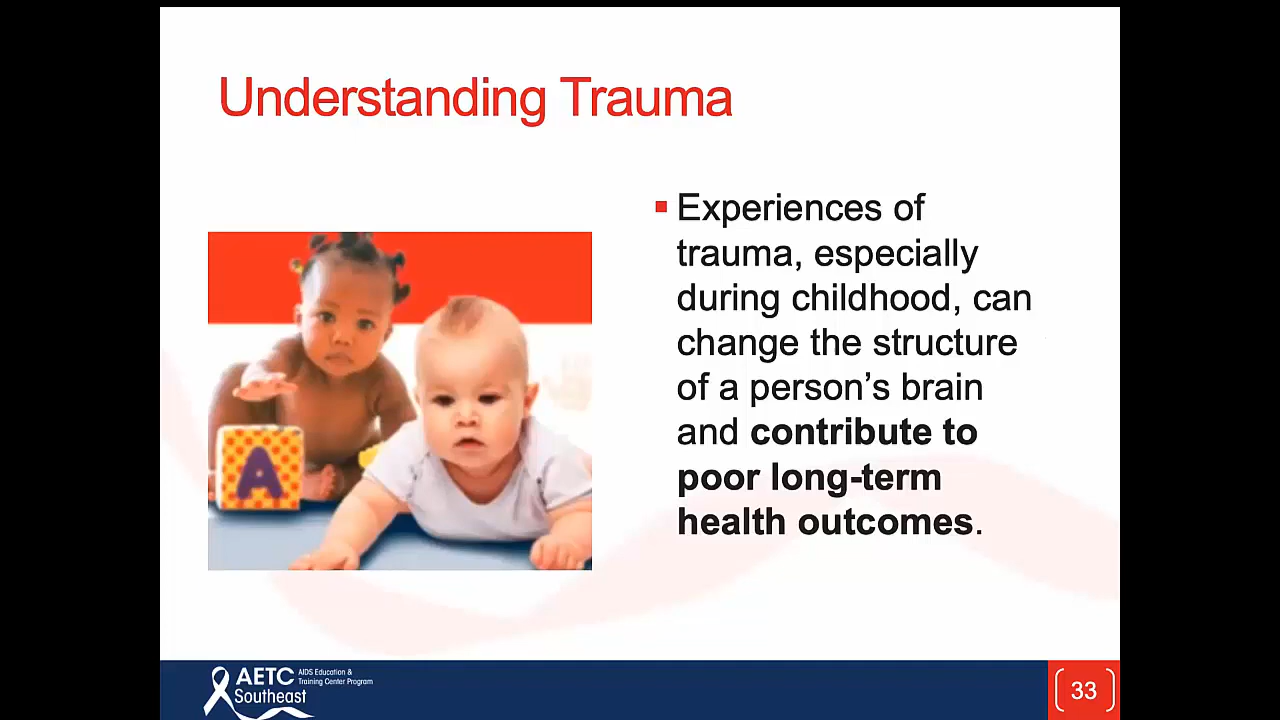 Understanding Trauma
Experiences of
trauma, especially
during childhood, can
change the structure
of a person’s brain
and contribute to
poor long-term
health outcomes.
A
AETC
Southeast
AIDS Education &
Training Center Program
33